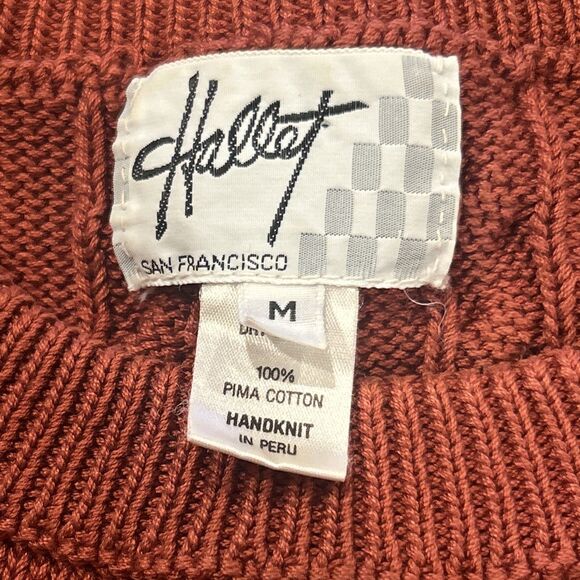 Hallet
SAN FRANCISCO
M
100%
PIMA COTTON
HANDKNIT
IN PERU